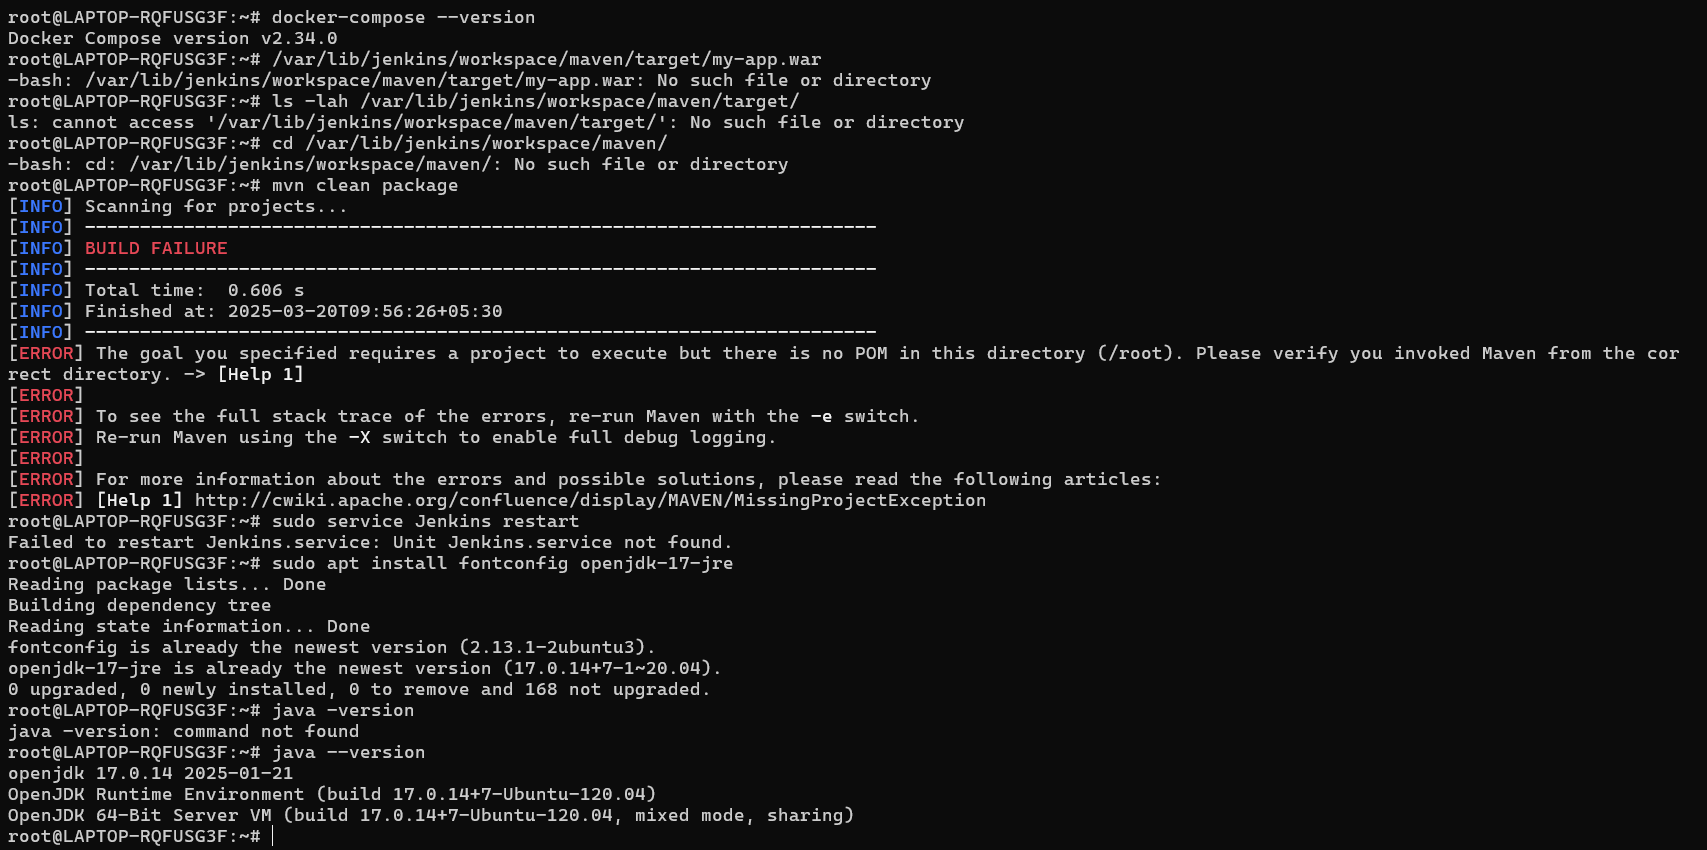 root@LAPTOP-RQFUSG3F:~# docker-compose --version
Docker Compose version v2.34.0
root@LAPTOP-RQFUSG3F:~# /var/lib/jenkins/workspace/maven/target/my-app.war
-bash: /var/lib/jenkins/workspace/maven/target/my-app.war: No such file or directory
root@LAPTOP-RQFUSG3F:~# ls -lah /var/lib/jenkins/workspace/maven/target/
ls: cannot access '/var/lib/jenkins/workspace/maven/target/': No such file or directory
root@LAPTOP-RQFUSG3F:~# cd /var/lib/jenkins/workspace/maven/
-bash: cd: /var/lib/jenkins/workspace/maven/: No such file or directory
root@LAPTOP-RQFUSG3F:~# mvn clean package
[INFO] Scanning for projects...
[INFO] ------------------------------------------------------------------------
[INFO] BUILD FAILURE
[INFO] ------------------------------------------------------------------------
[INFO] Total time:  0.606 s
[INFO] Finished at: 2025-03-20T09:56:26+05:30
[INFO] ------------------------------------------------------------------------
[ERROR] The goal you specified requires a project to execute but there is no POM in this directory (/root). Please verify you invoked Maven from the cor
rect directory. -> [Help 1]
[ERROR]
[ERROR] To see the full stack trace of the errors, re-run Maven with the -e switch.
[ERROR] Re-run Maven using the -X switch to enable full debug logging.
[ERROR]
[ERROR] For more information about the errors and possible solutions, please read the following articles:
[ERROR] [Help 1] http://cwiki.apache.org/confluence/display/MAVEN/MissingProjectException
root@LAPTOP-RQFUSG3F:~# sudo service Jenkins restart
Failed to restart Jenkins.service: Unit Jenkins.service not found.
root@LAPTOP-RQFUSG3F:~# sudo apt install fontconfig openjdk-17-jre
Reading package lists... Done
Building dependency tree
Reading state information... Done
fontconfig is already the newest version (2.13.1-2ubuntu3).
openjdk-17-jre is already the newest version (17.0.14+7-1~20.04).
0 upgraded, 0 newly installed, 0 to remove and 168 not upgraded.
root@LAPTOP-RQFUSG3F:~# java -version
java -version: command not found
root@LAPTOP-RQFUSG3F:~# java --version
openjdk 17.0.14 2025-01-21
OpenJDK Runtime Environment (build 17.0.14+7-Ubuntu-120.04)
OpenJDK 64-Bit Server VM (build 17.0.14+7-Ubuntu-120.04, mixed mode, sharing)
root@LAPTOP-RQFUSG3F:~#